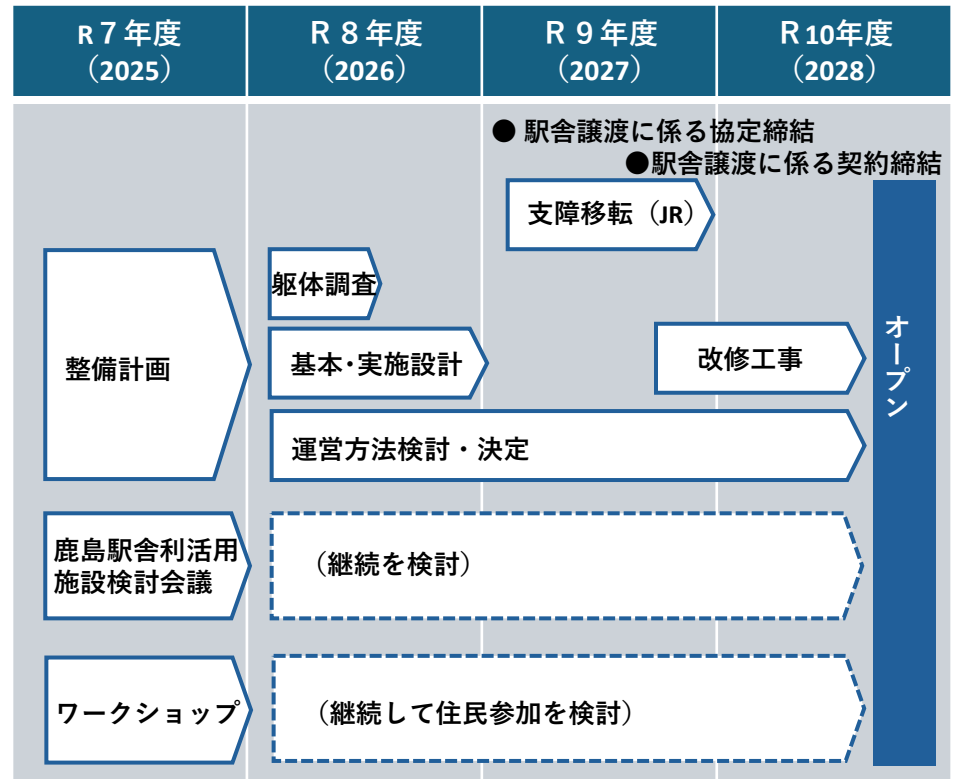 R７年度
（2025）
Ｒ８年度
（2026）
Ｒ９年度
（2027）
Ｒ10年度
（2028）
● 駅舎譲渡に係る協定締結
●駅舎譲渡に係る契約締結
支障移転（JR）
躯体調査
整備計画
基本･実施設計
改修工事
運営方法検討・決定
オープン
鹿島駅舎利活用
施設検討会議
（継続を検討）
ワークショップ
（継続して住民参加を検討）